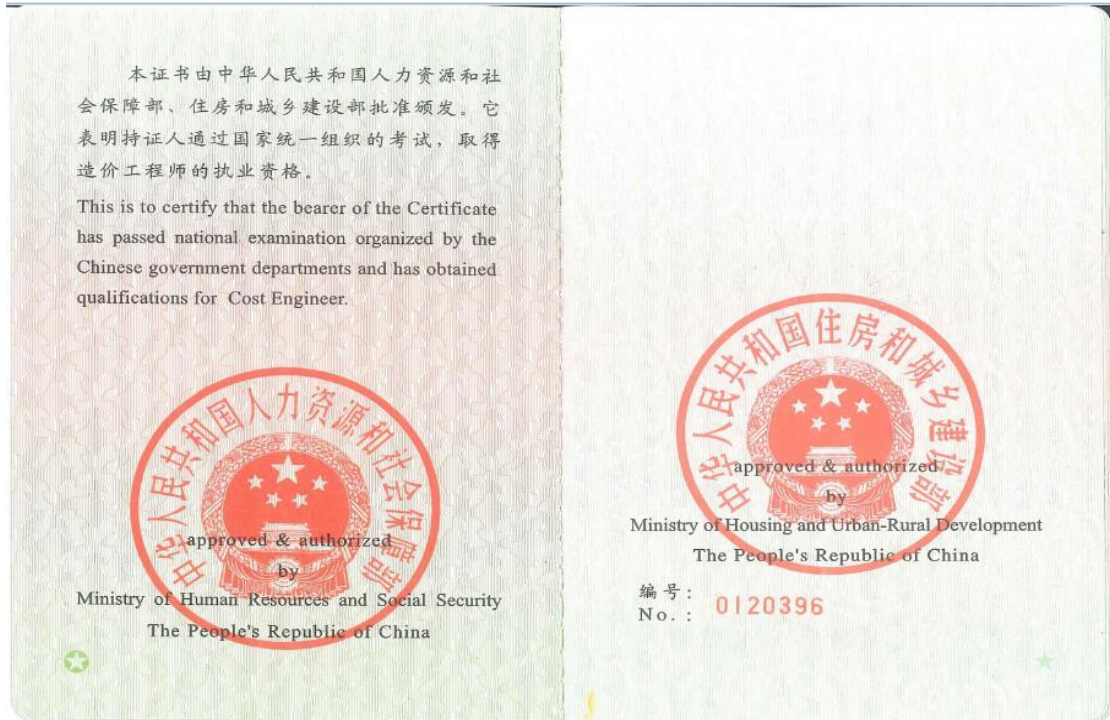 本证书由中华人民共和国人力资源和社
会保障部、住房和城乡建设部批准颁发。它
表明持证人通过国家统一组织的考试，取得
造价工程师的执业资格。
This is to certify that the bearer of the Certificate
has passed national examination organized by the
Chinese government departments and has obtained
qualifications for Cost Engineer.
中华人民共和国人力资源和社会保障部
approved & authorized
by
Ministry of Human Resources and Social Security
The People's Republic of China
中华人民共和国住房和城乡建设部
approved & authorized
by
Ministry of Housing and Urban-Rural Development
The People's Republic of China
编号：
No. : 0120396